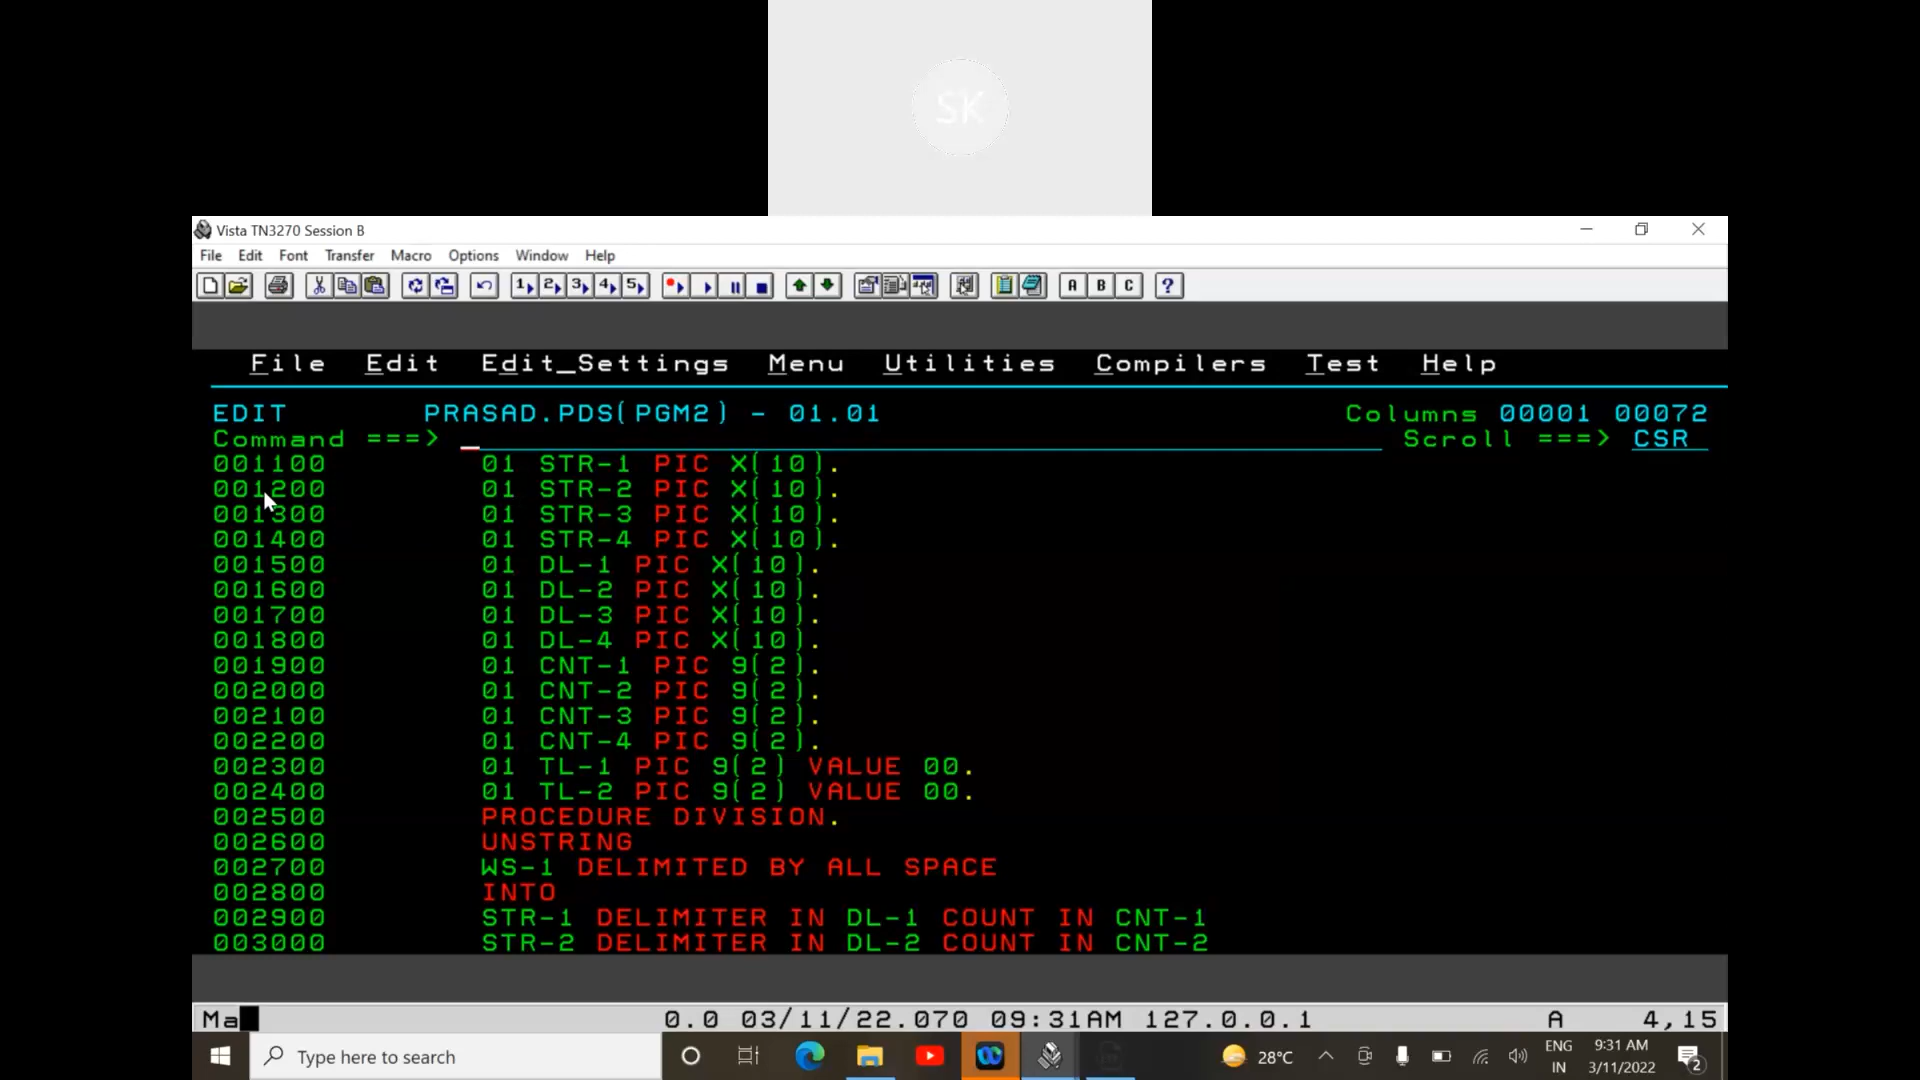 SK
Vista TN3270 Session B
File Edit Font Transfer Macro Options Window Help
1 2 3 4 5 A B C ?
File Edit Edit_Settings Menu Utilities Compilers Test Help
EDIT PRASAD.PDS(PGM2) - 01.01 Columns 00001 00072
Command ===> Scroll ===> CSR
001100 01 STR-1 PIC X(10).
001200 01 STR-2 PIC X(10).
001300 01 STR-3 PIC X(10).
001400 01 STR-4 PIC X(10).
001500 01 DL-1 PIC X(10).
001600 01 DL-2 PIC X(10).
001700 01 DL-3 PIC X(10).
001800 01 DL-4 PIC X(10).
001900 01 CNT-1 PIC 9(2).
002000 01 CNT-2 PIC 9(2).
002100 01 CNT-3 PIC 9(2).
002200 01 CNT-4 PIC 9(2).
002300 01 TL-1 PIC 9(2) VALUE 00.
002400 01 TL-2 PIC 9(2) VALUE 00.
002500 PROCEDURE DIVISION.
002600 UNSTRING
002700 WS-1 DELIMITED BY ALL SPACE
002800 INTO
002900 STR-1 DELIMITER IN DL-1 COUNT IN CNT-1
003000 STR-2 DELIMITER IN DL-2 COUNT IN CNT-2
Ma 0.0 03/11/22.070 09:31AM 127.0.0.1 A 4,15
Type here to search 28°C ENG IN 9:31 AM 3/11/2022 2